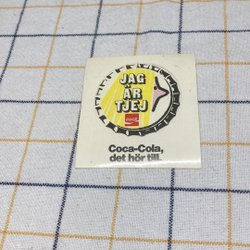 JAG
ÄR
TJEJ
Coca-Cola,
det hör till.